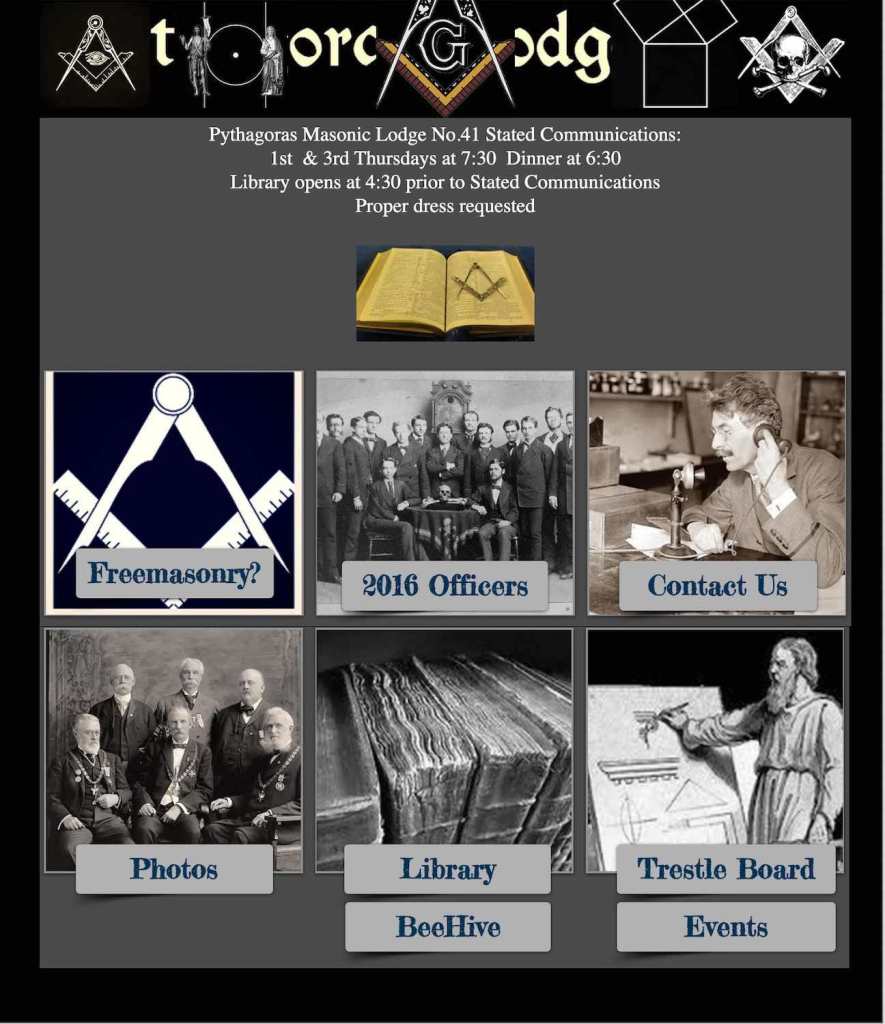 G
Pythagoras Masonic Lodge No.41 Stated Communications:
1st & 3rd Thursdays at 7:30 Dinner at 6:30
Library opens at 4:30 prior to Stated Communications
Proper dress requested
Freemasonry?
2016 Officers
Contact Us
Photos
Library
Trestle Board
BeeHive
Events